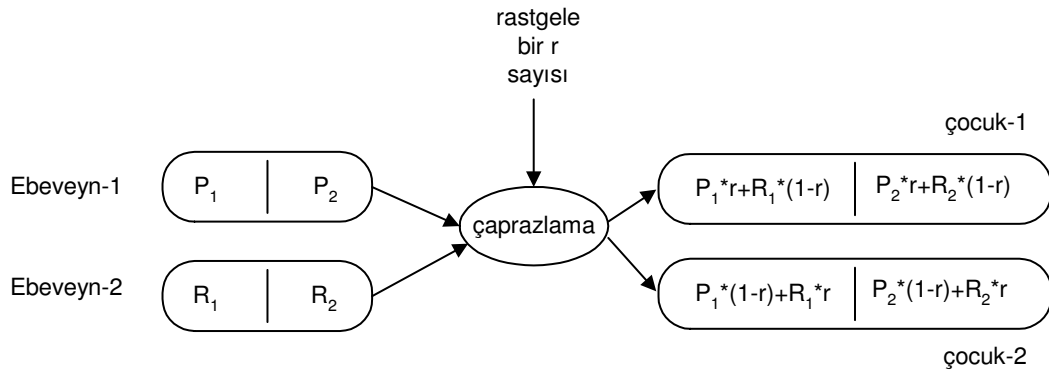 rastgele
bir r
sayısı
çocuk-1
Ebeveyn-1
P₁ P₂
çaprazlama
P₁*r+R₁*(1-r) P₂*r+R₂*(1-r)
Ebeveyn-2
R₁ R₂
P₁*(1-r)+R₁*r P₂*(1-r)+R₂*r
çocuk-2